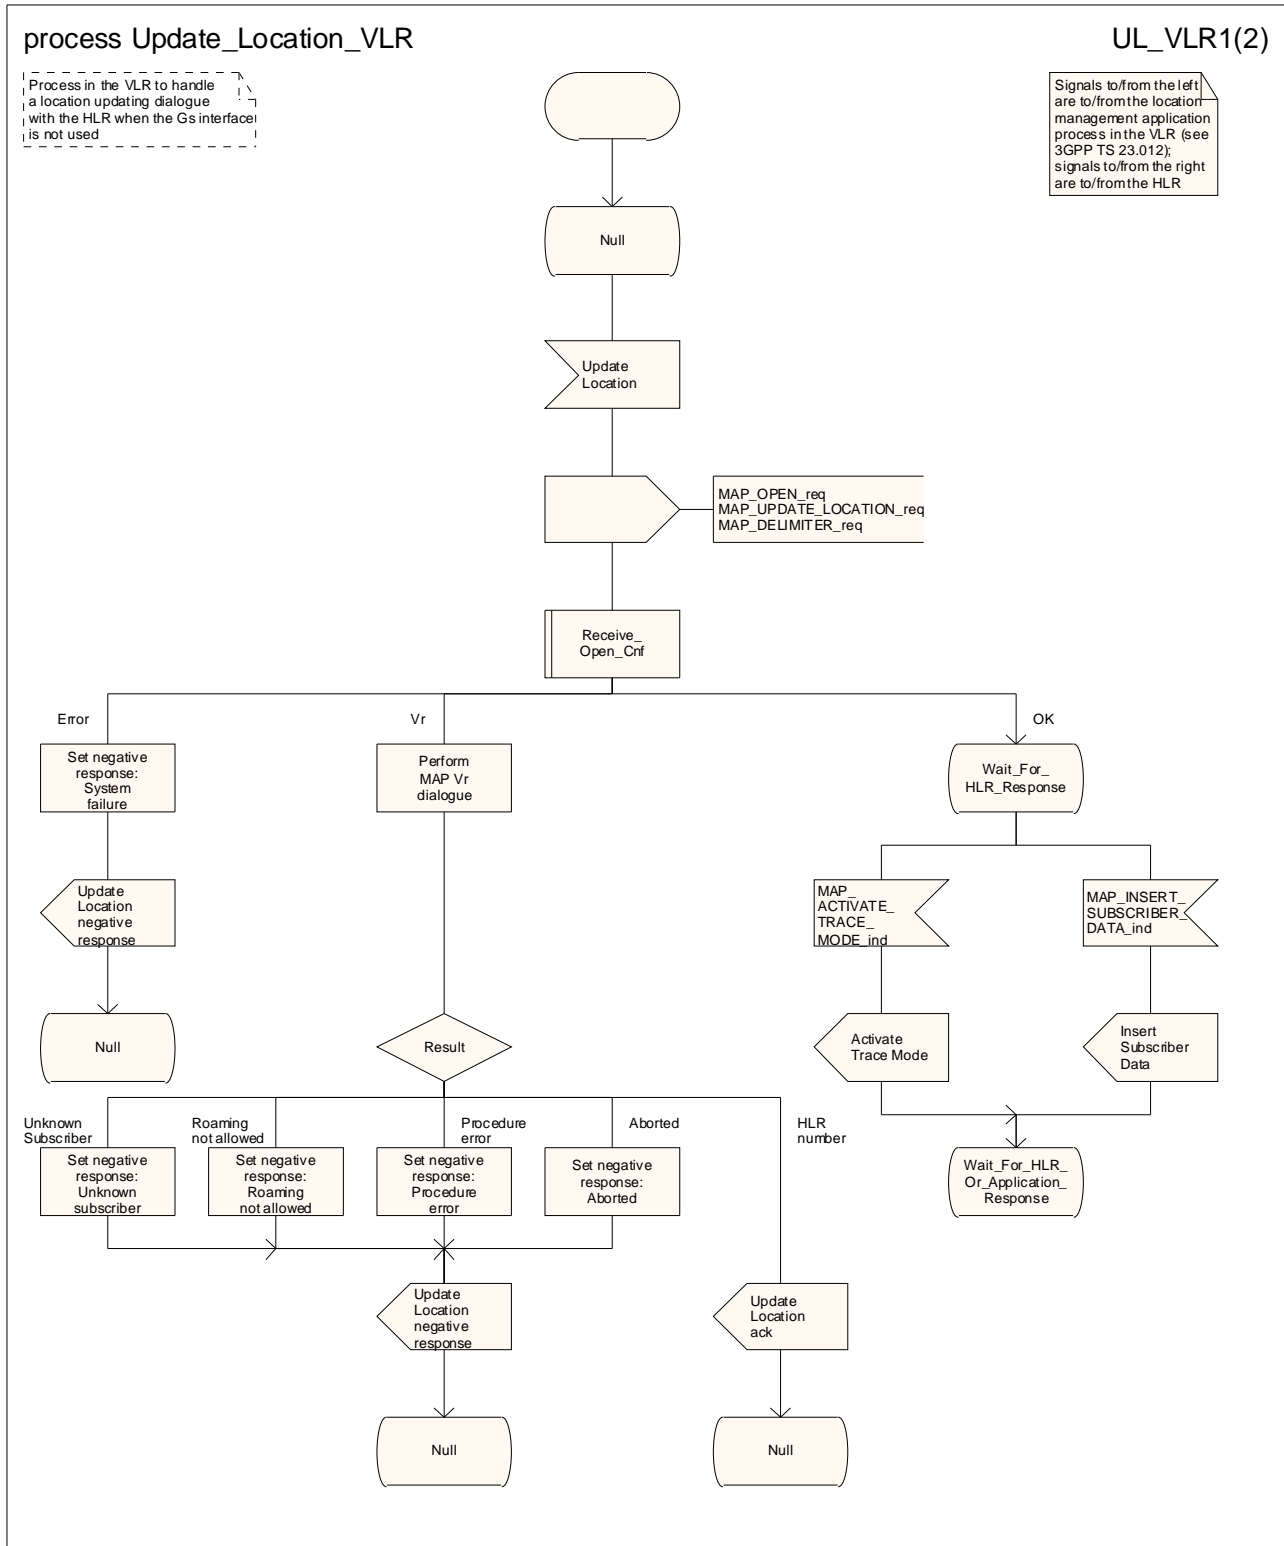 process Update_Location_VLR
UL_VLR1(2)
Process in the VLR to handle
a location updating dialogue
with the HLR when the Gs interface
is not used
Signals to/from the left
are to/from the location
management application
process in the VLR (see
3GPP TS 23.012);
signals to/from the right
are to/from the HLR
Null
Update
Location
MAP_OPEN_req
MAP_UPDATE_LOCATION_req
MAP_DELIMITER_req
Receive_
Open_Cnf
Error
Vr
OK
Set negative
response:
System
failure
Perform
MAP Vr
dialogue
Wait_For_
HLR_Response
Update
Location
negative
response
MAP_
ACTIVATE_
TRACE_
MODE_ind
MAP_INSERT_
SUBSCRIBER_
DATA_ind
Null
Result
Activate
Trace Mode
Insert
Subscriber
Data
Unknown
Subscriber
Roaming
not allowed
Procedure
error
Aborted
HLR
number
Set negative
response:
Unknown
subscriber
Set negative
response:
Roaming
not allowed
Set negative
response:
Procedure
error
Set negative
response:
Aborted
Wait_For_HLR_
Or_Application_
Response
Update
Location
negative
response
Update
Location
ack
Null
Null